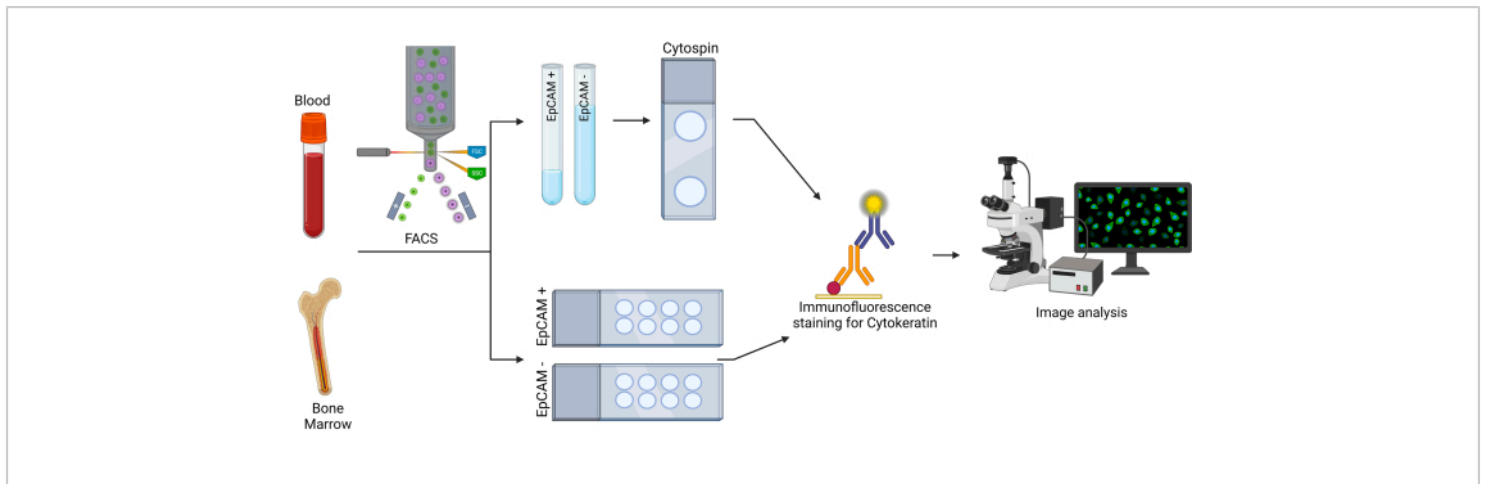 Cytospin
Blood
EpCAM +
EpCAM -
FSC
SSC
FACS
EpCAM +
EpCAM -
Immunofluorescence
staining for Cytokeratin
Image analysis
Bone
Marrow